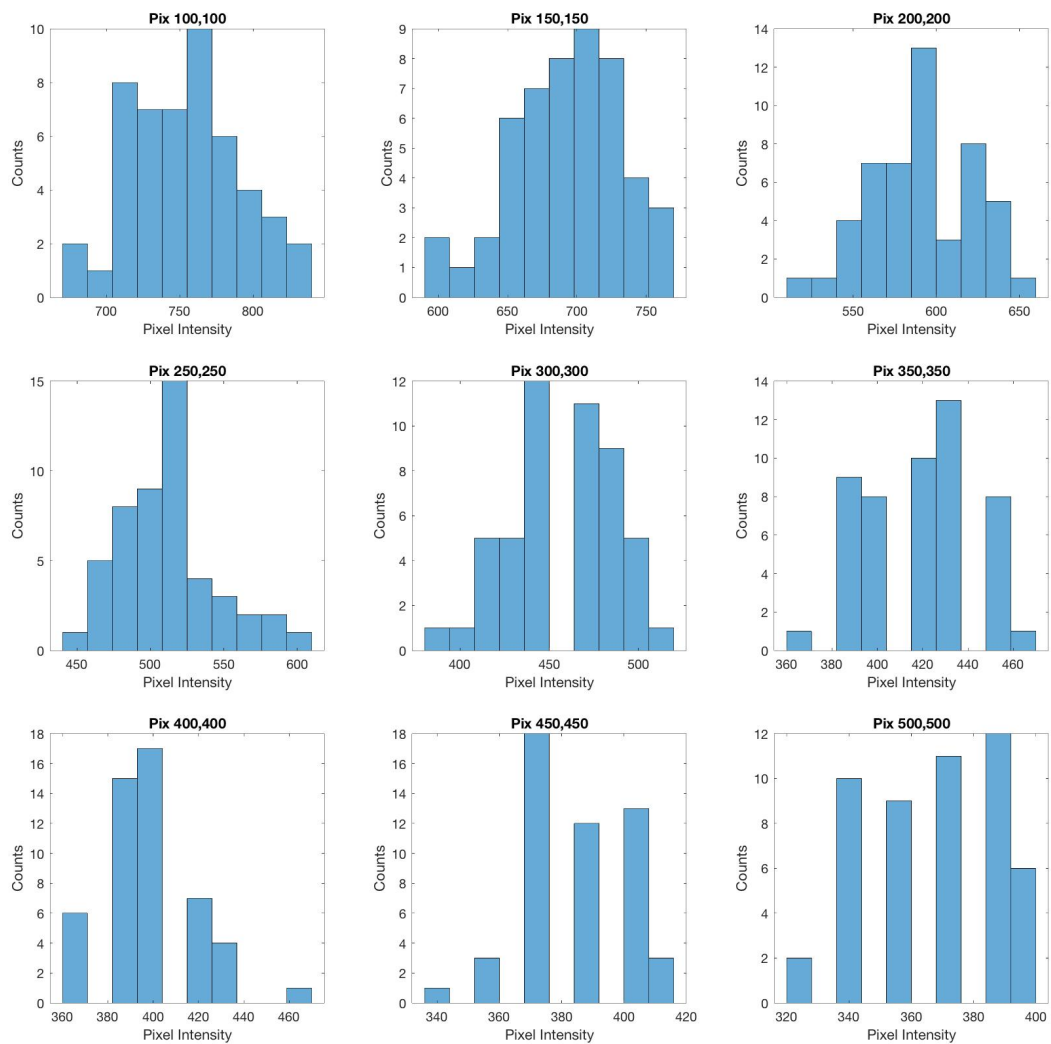 Pix 100,100
10
8
6
4
2
0
Counts
700 750 800
Pixel Intensity
Pix 150,150
9
8
7
6
5
4
3
2
1
0
Counts
600 650 700 750
Pixel Intensity
Pix 200,200
14
12
10
8
6
4
2
0
Counts
550 600 650
Pixel Intensity
Pix 250,250
15
10
5
0
Counts
450 500 550 600
Pixel Intensity
Pix 300,300
12
10
8
6
4
2
0
Counts
400 450 500
Pixel Intensity
Pix 350,350
14
12
10
8
6
4
2
0
Counts
360 380 400 420 440 460
Pixel Intensity
Pix 400,400
18
16
14
12
10
8
6
4
2
0
Counts
360 380 400 420 440 460
Pixel Intensity
Pix 450,450
18
16
14
12
10
8
6
4
2
0
Counts
340 360 380 400 420
Pixel Intensity
Pix 500,500
12
10
8
6
4
2
0
Counts
320 340 360 380 400
Pixel Intensity